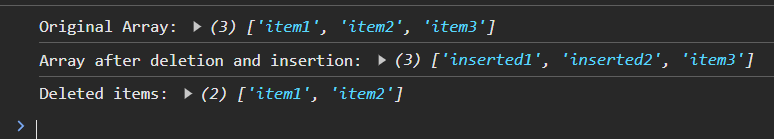 Original Array: ▶ (3) ['item1', 'item2', 'item3']
Array after deletion and insertion: ▶ (3) ['inserted1', 'inserted2', 'item3']
Deleted items: ▶ (2) ['item1', 'item2']
>